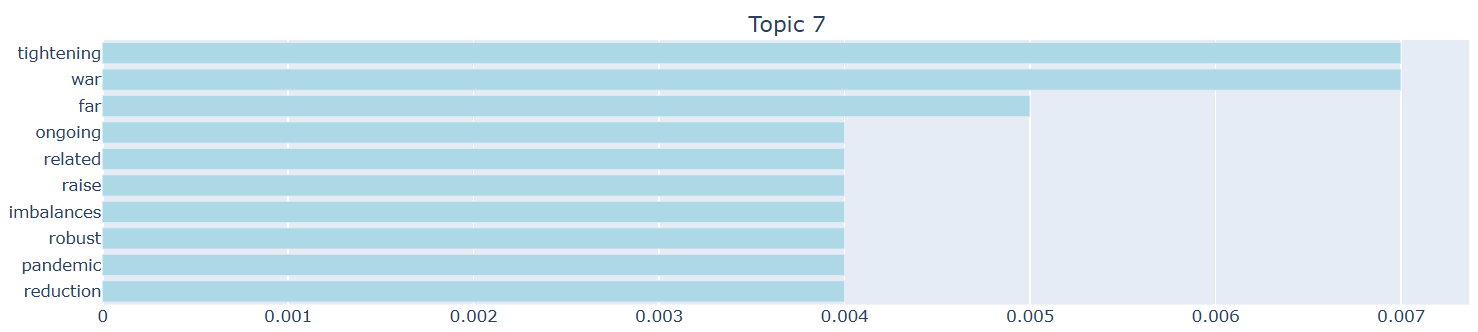 Topic 7
tightening
war
far
ongoing
related
raise
imbalances
robust
pandemic
reduction
0 0.001 0.002 0.003 0.004 0.005 0.006 0.007